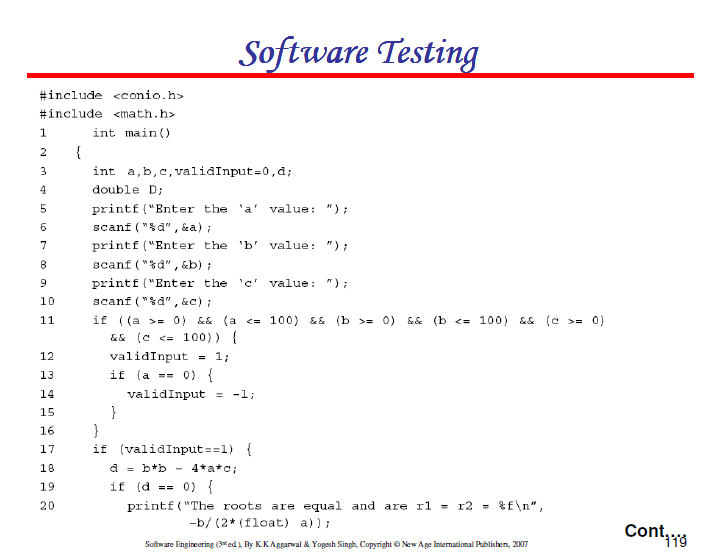 Software Testing
#include <conio.h>
#include <math.h>
1 int main()
2 {
3 int a,b,c,validInput=0,d;
4 double D;
5 printf(“Enter the ‘a’ value: ”);
6 scanf(“%d”,&a);
7 printf(“Enter the ‘b’ value: ”);
8 scanf(“%d”,&b);
9 printf(“Enter the ‘c’ value: ”);
10 scanf(“%d”,&c);
11 if ((a >= 0) && (a <= 100) && (b >= 0) && (b <= 100) && (c >= 0)
&& (c <= 100)) {
12 validInput = 1;
13 if (a == 0) {
14 validInput = -1;
15 }
16 }
17 if (validInput==1) {
18 d = b*b - 4*a*c;
19 if (d == 0) {
20 printf(“The roots are equal and are r1 = r2 = %f\n”,
-b/(2*(float) a));
Cont….
Software Engineering (3rd ed.), By K.K Aggarwal & Yogesh Singh, Copyright © New Age International Publishers, 2007
119